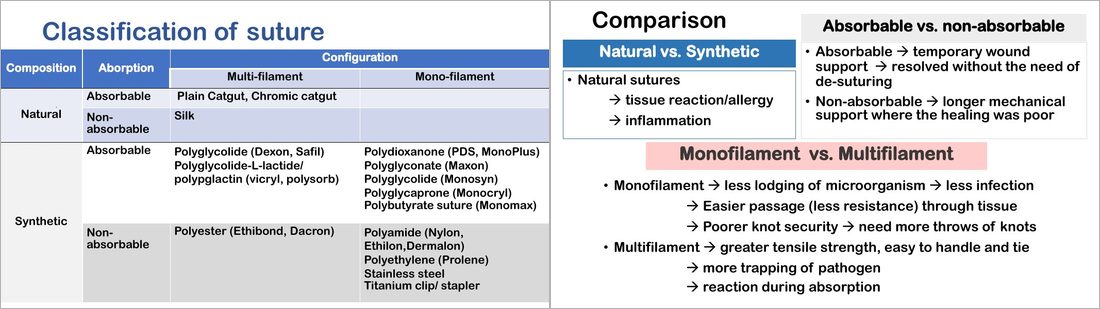 Classification of suture
Composition
Aborption
Configuration
Multi-filament
Mono-filament
Natural
Absorbable
Plain Catgut, Chromic catgut
Non-
absorbable
Silk
Synthetic
Absorbable
Polyglycolide (Dexon, Safil)
Polyglycolide-L-lactide/
polypglactin (vicryl, polysorb)
Polydioxanone (PDS, MonoPlus)
Polyglyconate (Maxon)
Polyglycolide (Monosyn)
Polyglycaprone (Monocryl)
Polybutyrate suture (Monomax)
Non-
absorbable
Polyester (Ethibond, Dacron)
Polyamide (Nylon,
Ethilon,Dermalon)
Polyethylene (Prolene)
Stainless steel
Titanium clip/ stapler
Comparison
Natural vs. Synthetic
• Natural sutures
→ tissue reaction/allergy
→ inflammation
Absorbable vs. non-absorbable
• Absorbable → temporary wound
support → resolved without the need of
de-suturing
• Non-absorbable → longer mechanical
support where the healing was poor
Monofilament vs. Multifilament
• Monofilament → less lodging of microorganism → less infection
→ Easier passage (less resistance) through tissue
→ Poorer knot security → need more throws of knots
• Multifilament → greater tensile strength, easy to handle and tie
→ more trapping of pathogen
→ reaction during absorption